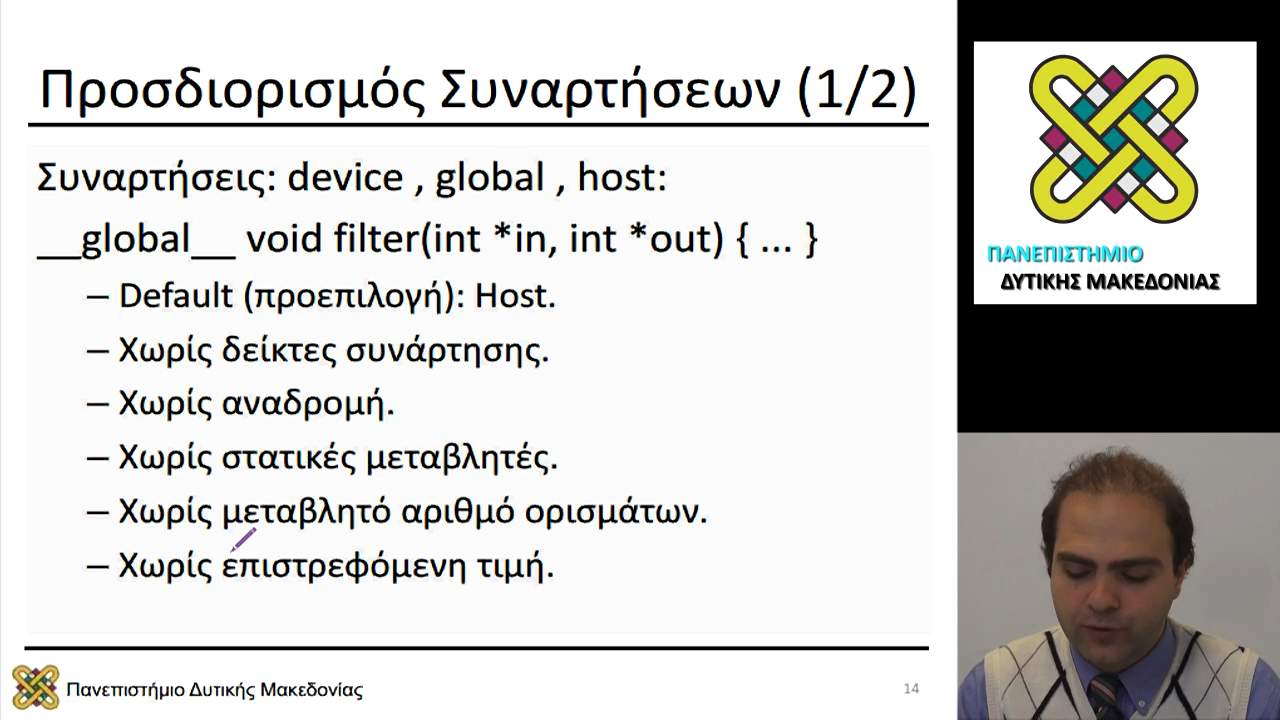 Προσδιορισμός Συναρτήσεων (1/2)
Συναρτήσεις: device , global , host:
__global__ void filter(int *in, int *out) { ... }
– Default (προεπιλογή): Host.
– Χωρίς δείκτες συνάρτησης.
– Χωρίς αναδρομή.
– Χωρίς στατικές μεταβλητές.
– Χωρίς μεταβλητό αριθμό ορισμάτων.
– Χωρίς επιστρεφόμενη τιμή.
Πανεπιστήμιο Δυτικής Μακεδονίας
14
ΠΑΝΕΠΙΣΤΗΜΙΟ
ΔΥΤΙΚΗΣ ΜΑΚΕΔΟΝΙΑΣ